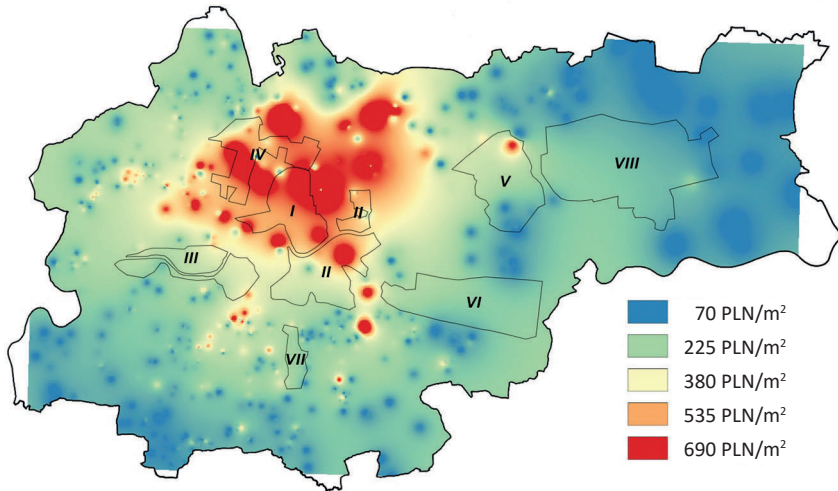 IV
I
II
V
VIII
III
II
VI
VII
70 PLN/m²
225 PLN/m²
380 PLN/m²
535 PLN/m²
690 PLN/m²